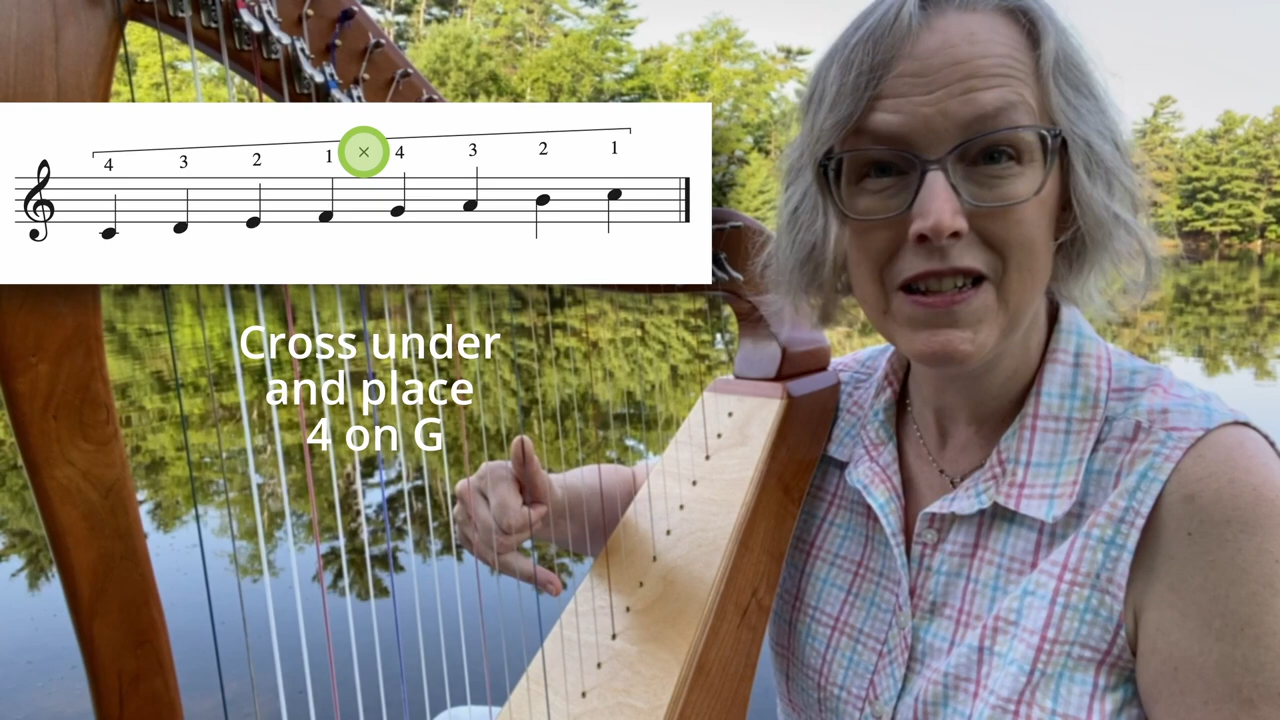 4 3 2 1 × 4 3 2 1
Cross under
and place
4 on G